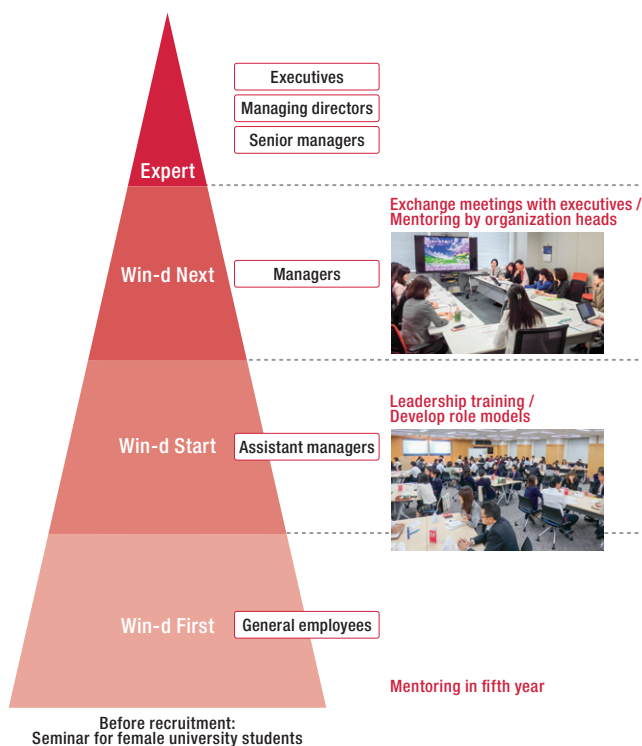 Executives
Managing directors
Senior managers
Expert
Exchange meetings with executives /
Mentoring by organization heads
Win-d Next
Managers
Leadership training /
Develop role models
Win-d Start
Assistant managers
Win-d First
General employees
Mentoring in fifth year
Before recruitment:
Seminar for female university students